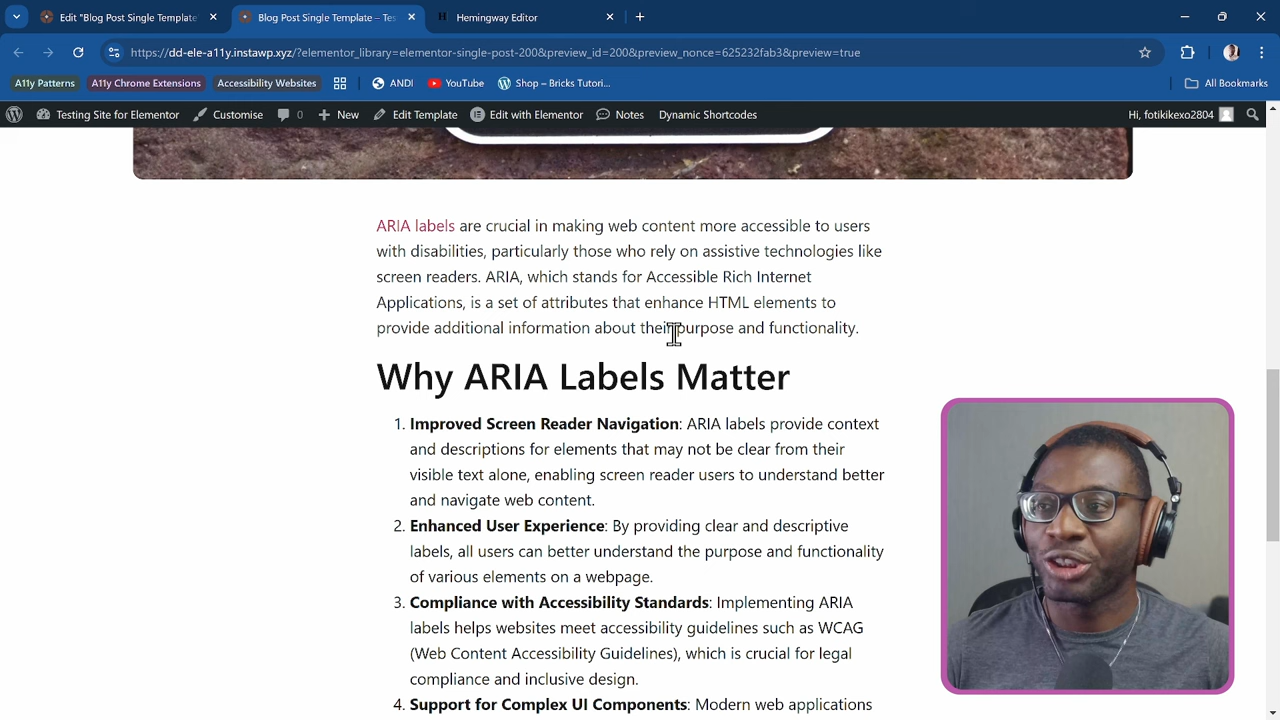 Edit "Blog Post Single Template"
Blog Post Single Template – Tes
Hemingway Editor
https://dd-ele-a11y.instawp.xyz/?elementor_library=elementor-single-post-200&preview_id=200&preview_nonce=625232fab3&preview=true
A11y Patterns
A11y Chrome Extensions
Accessibility Websites
ANDI
YouTube
Shop – Bricks Tutori...
All Bookmarks
Testing Site for Elementor
Customise
0
New
Edit Template
Edit with Elementor
Notes
Dynamic Shortcodes
Hi, fotikikexo2804
ARIA labels are crucial in making web content more accessible to users
with disabilities, particularly those who rely on assistive technologies like
screen readers. ARIA, which stands for Accessible Rich Internet
Applications, is a set of attributes that enhance HTML elements to
provide additional information about their purpose and functionality.
Why ARIA Labels Matter
1. Improved Screen Reader Navigation: ARIA labels provide context
and descriptions for elements that may not be clear from their
visible text alone, enabling screen reader users to understand better
and navigate web content.
2. Enhanced User Experience: By providing clear and descriptive
labels, all users can better understand the purpose and functionality
of various elements on a webpage.
3. Compliance with Accessibility Standards: Implementing ARIA
labels helps websites meet accessibility guidelines such as WCAG
(Web Content Accessibility Guidelines), which is crucial for legal
compliance and inclusive design.
4. Support for Complex UI Components: Modern web applications